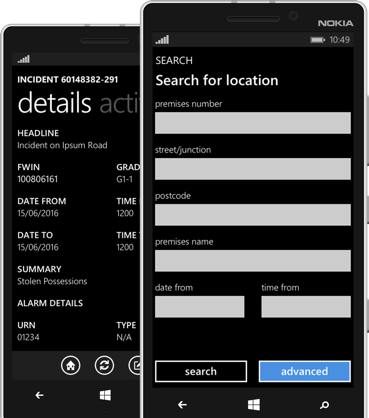 INCIDENT 60148382-291
details acti
HEADLINE
Incident on Ipsum Road
FWIN GRAD
100806161 G1-1
DATE FROM TIME
15/06/2016 1200
DATE TO TIME
15/06/2016 1200
SUMMARY
Stolen Possessions
ALARM DETAILS
URN TYPE
01234 N/A
NOKIA
10:49
SEARCH
Search for location
premises number
street/junction
postcode
premises name
date from time from
search advanced